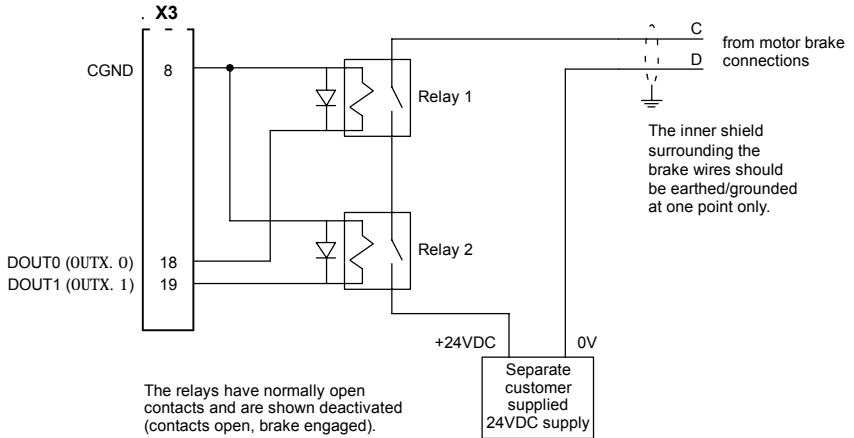 X3
C
from motor brake
connections
D
CGND
8
Relay 1
The inner shield
surrounding the
brake wires should
be earthed/grounded
at one point only.
Relay 2
DOUT0 (OUTX. 0)
18
DOUT1 (OUTX. 1)
19
+24VDC
0V
Separate
customer
supplied
24VDC supply
The relays have normally open
contacts and are shown deactivated
(contacts open, brake engaged).